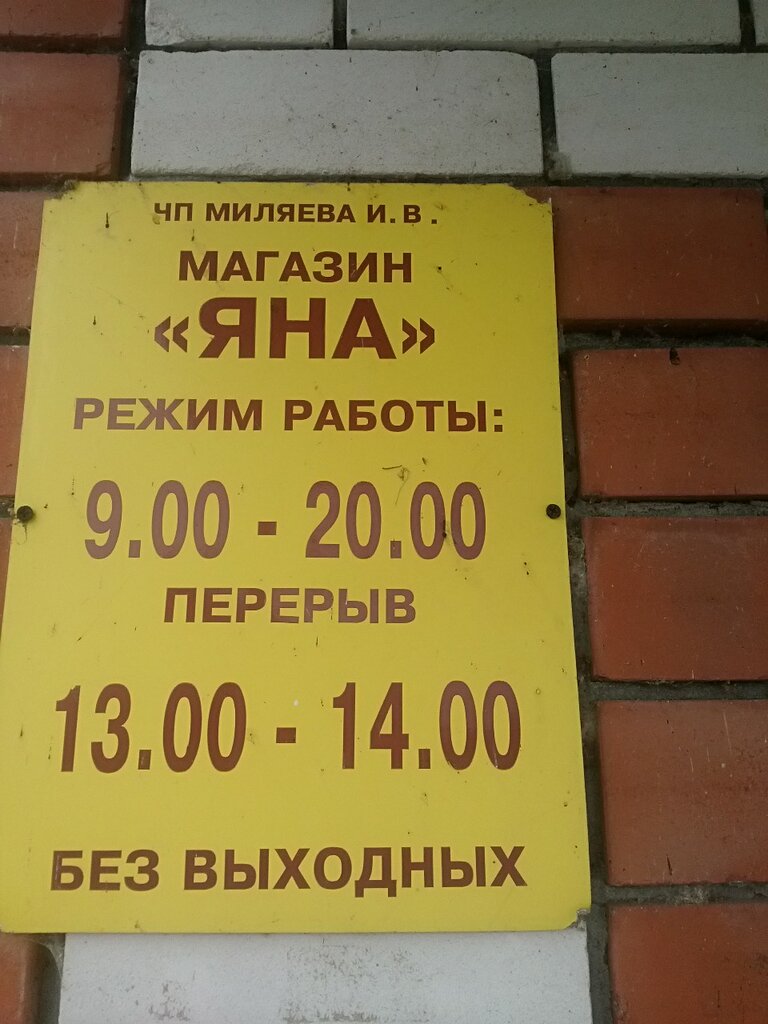 ЧП МИЛЯЕВА И.В.
МАГАЗИН
«ЯНА»
РЕЖИМ РАБОТЫ:
9.00 - 20.00
ПЕРЕРЫВ
13.00 - 14.00
БЕЗ ВЫХОДНЫХ